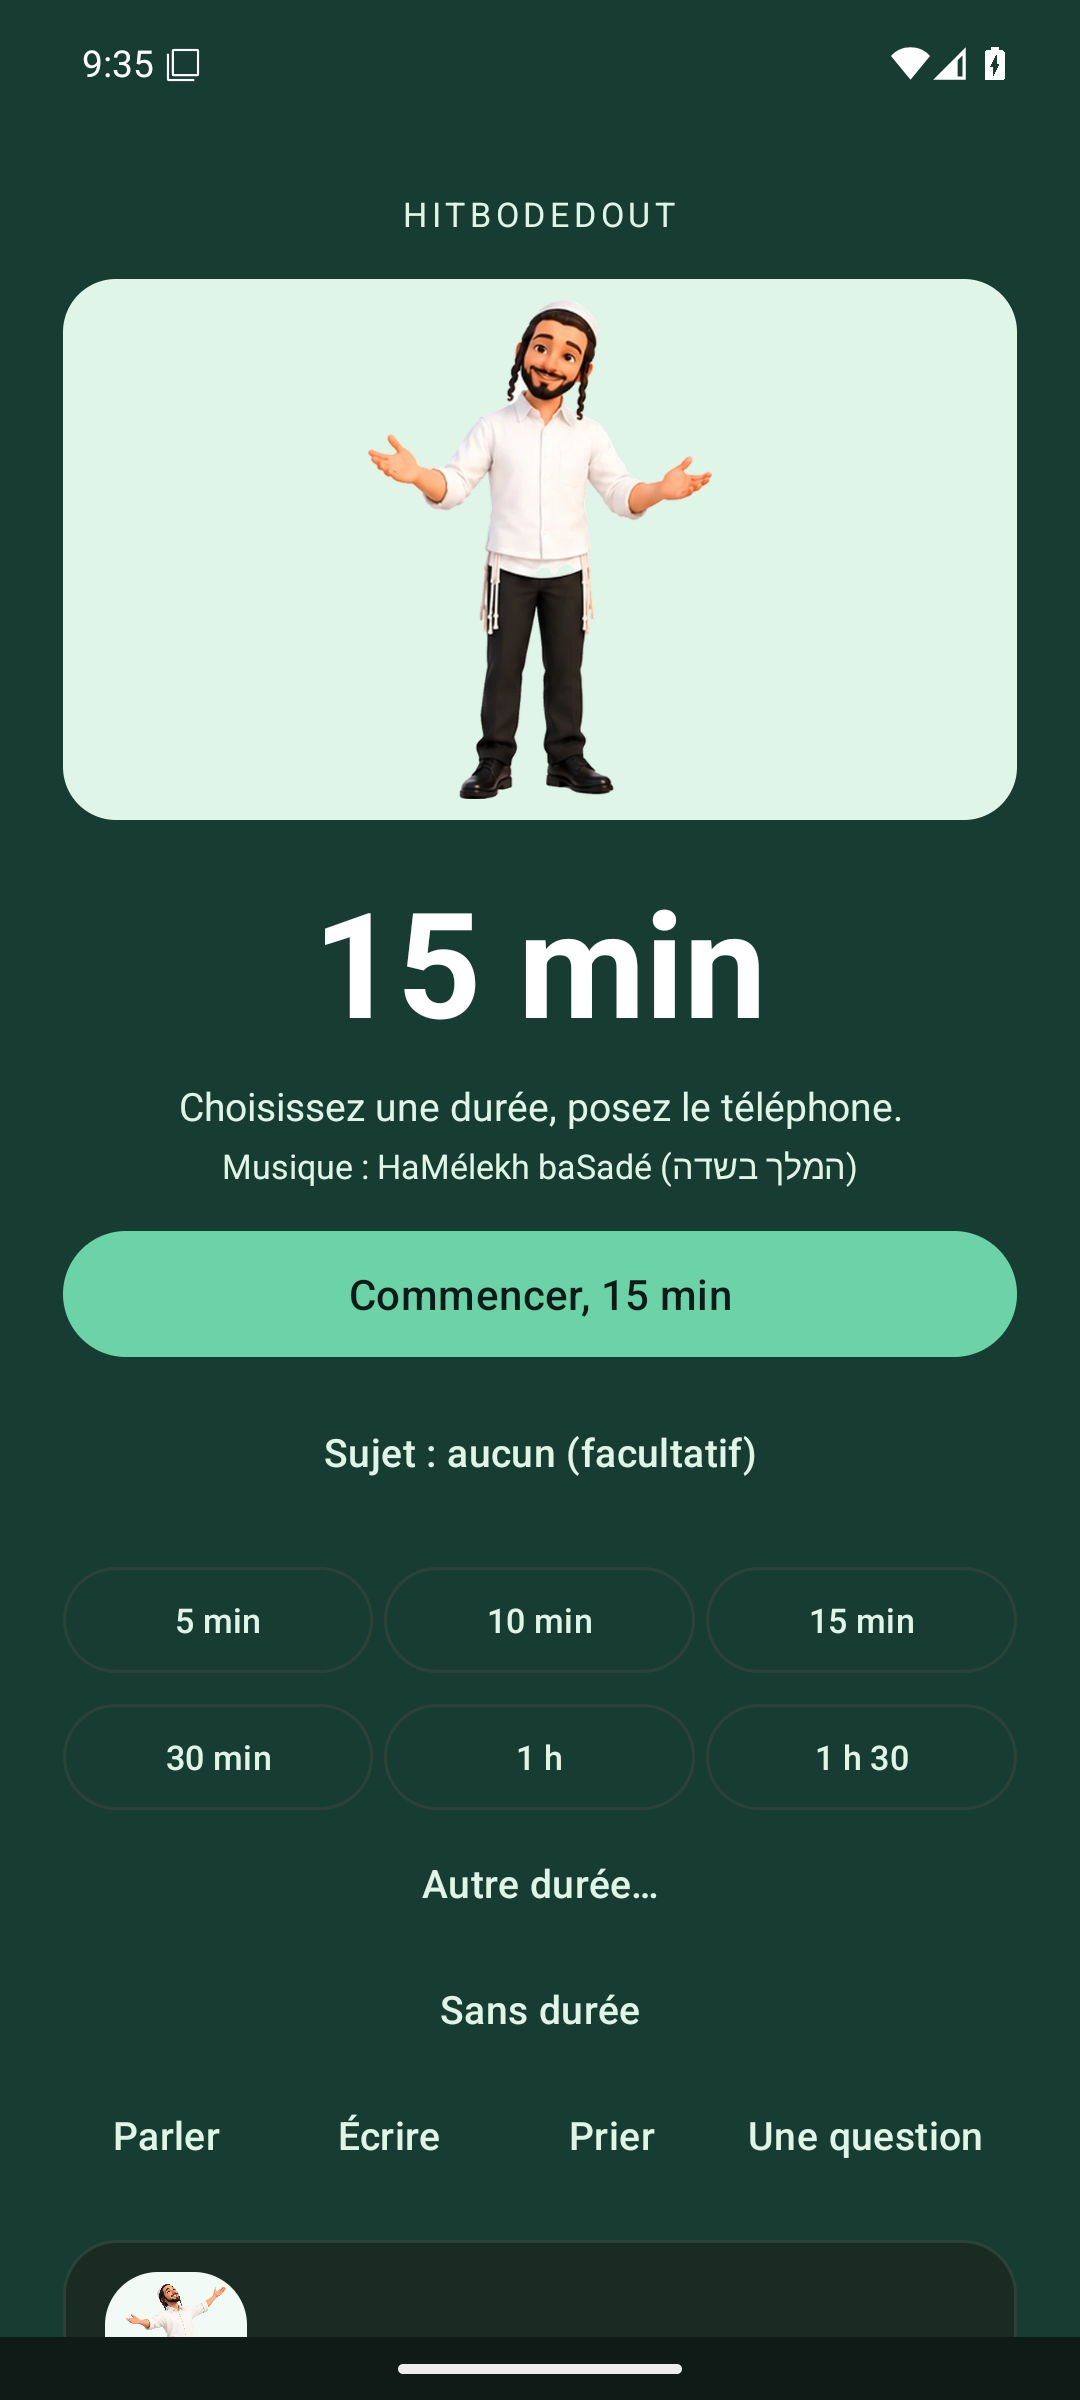 9:35
HITBODEDOUT
15 min
Choisissez une durée, posez le téléphone.
Musique : HaMélekh baSadé (המלך בשדה)
Commencer, 15 min
Sujet : aucun (facultatif)
5 min
10 min
15 min
30 min
1 h
1 h 30
Autre durée…
Sans durée
Parler
Écrire
Prier
Une question